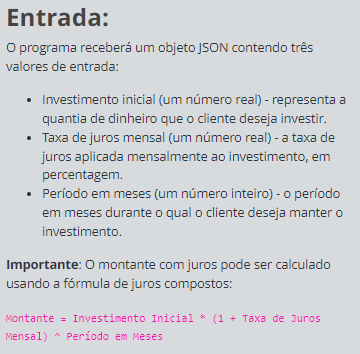 Entrada:
O programa receberá um objeto JSON contendo três
valores de entrada:
• Investimento inicial (um número real) - representa a
quantia de dinheiro que o cliente deseja investir.
• Taxa de juros mensal (um número real) - a taxa de
juros aplicada mensalmente ao investimento, em
percentagem.
• Período em meses (um número inteiro) - o período
em meses durante o qual o cliente deseja manter o
investimento.
Importante: O montante com juros pode ser calculado
usando a fórmula de juros compostos:
Montante = Investimento Inicial * (1 + Taxa de Juros
Mensal) ^ Período em Meses